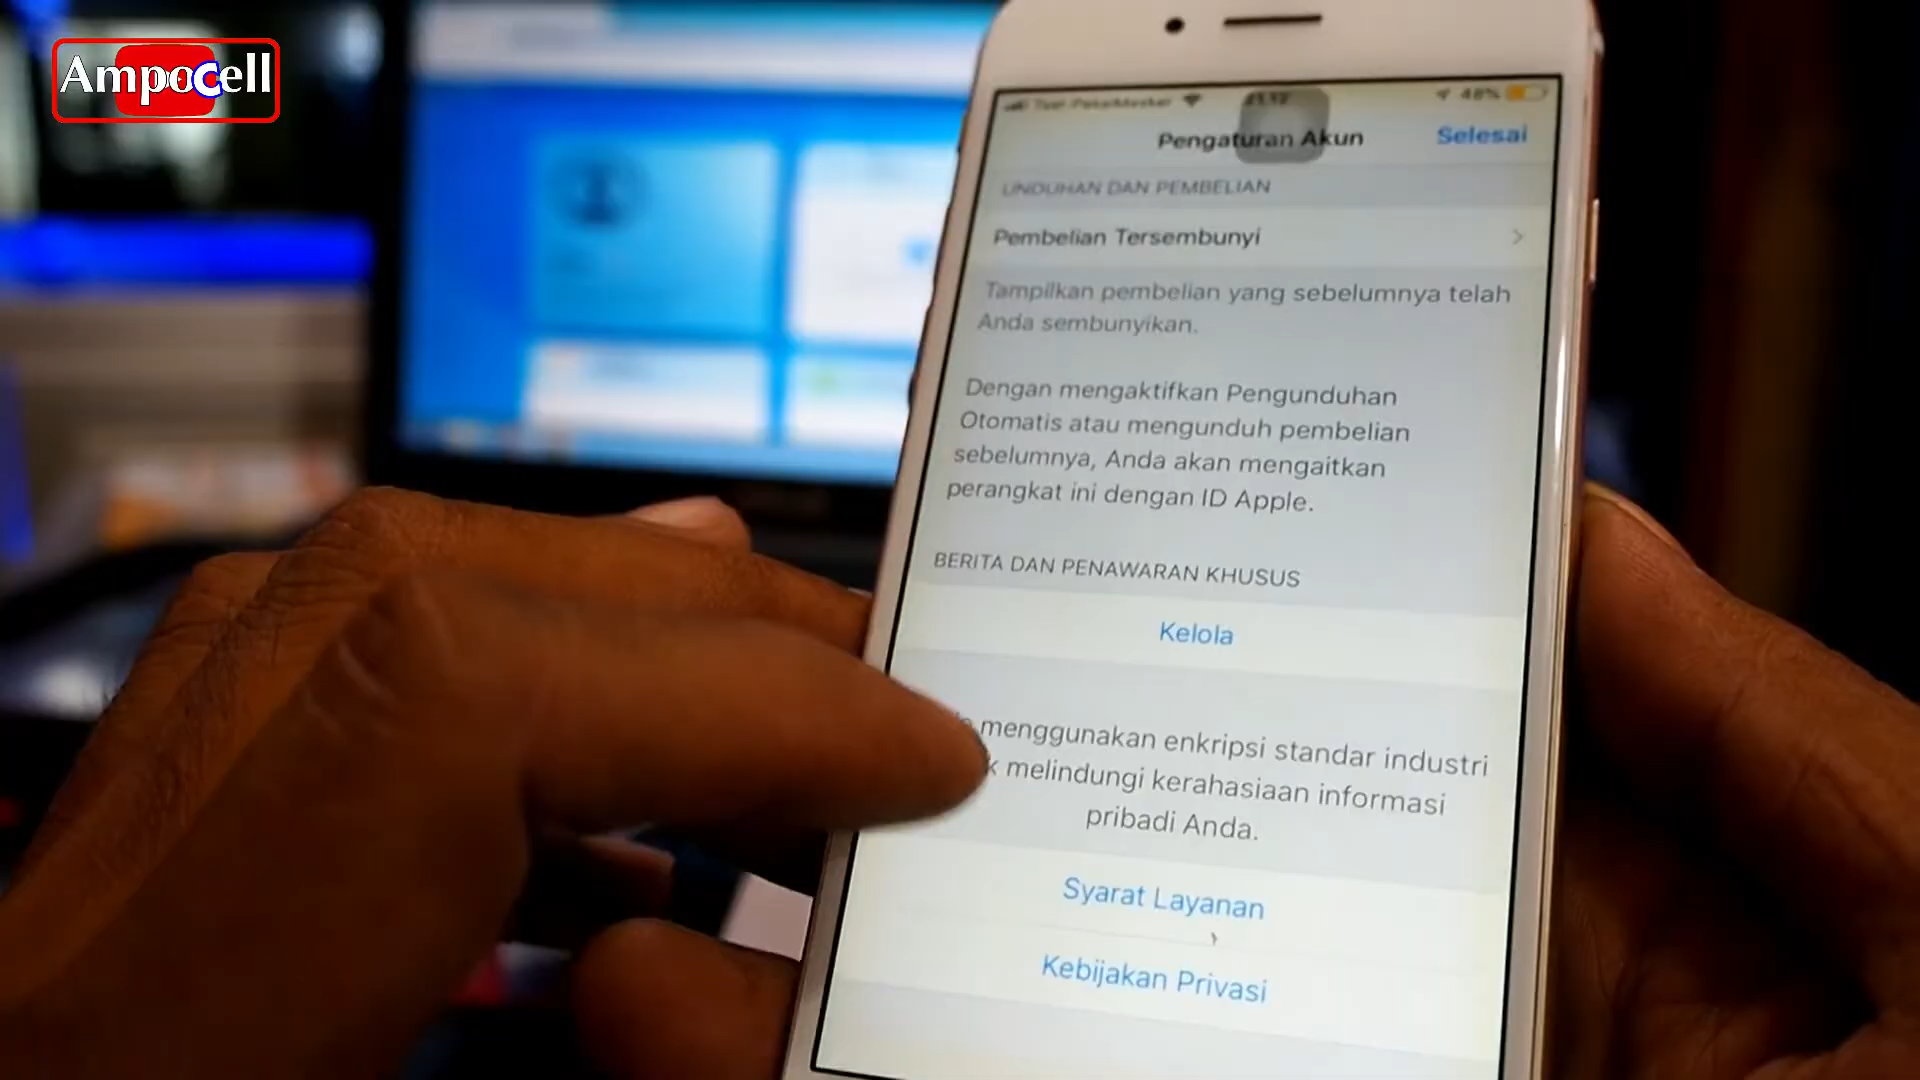 Ampocell
48%
Pengaturan Akun
Selesai
UNDUHAN DAN PEMBELIAN
Pembelian Tersembunyi
Tampilkan pembelian yang sebelumnya telah
Anda sembunyikan.
Dengan mengaktifkan Pengunduhan
Otomatis atau mengunduh pembelian
sebelumnya, Anda akan mengaitkan
perangkat ini dengan ID Apple.
BERITA DAN PENAWARAN KHUSUS
Kelola
menggunakan enkripsi standar industri
melindungi kerahasiaan informasi
pribadi Anda.
Syarat Layanan
Kebijakan Privasi